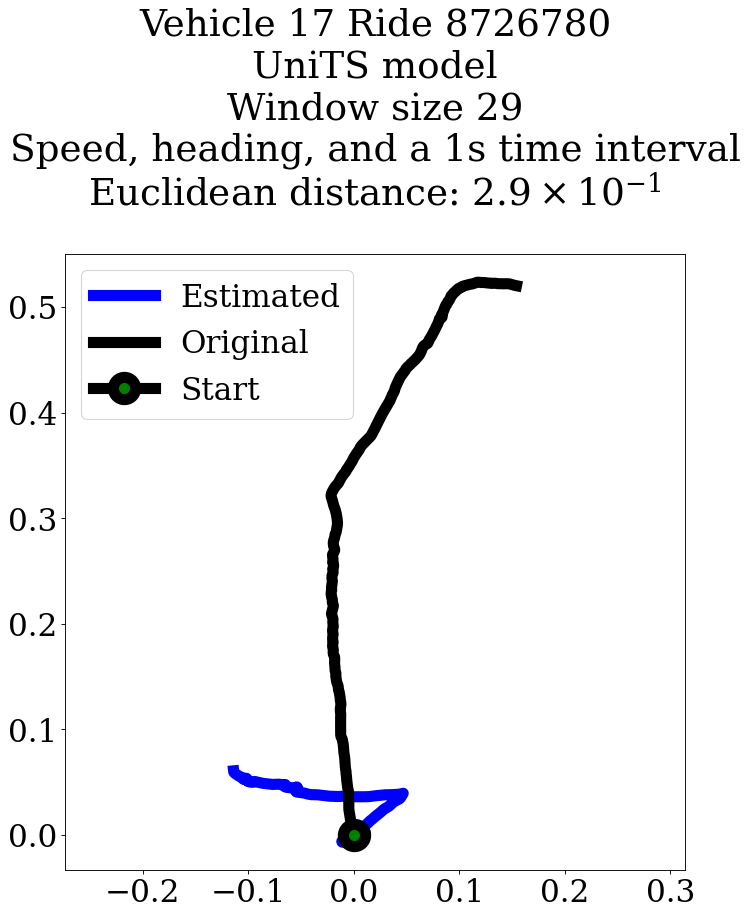 Vehicle 17 Ride 8726780
UniTS model
Window size 29
Speed, heading, and a 1s time interval
Euclidean distance: 2.9 × 10⁻¹
Estimated
Original
Start
0.5
0.4
0.3
0.2
0.1
0.0
−0.2 −0.1 0.0 0.1 0.2 0.3